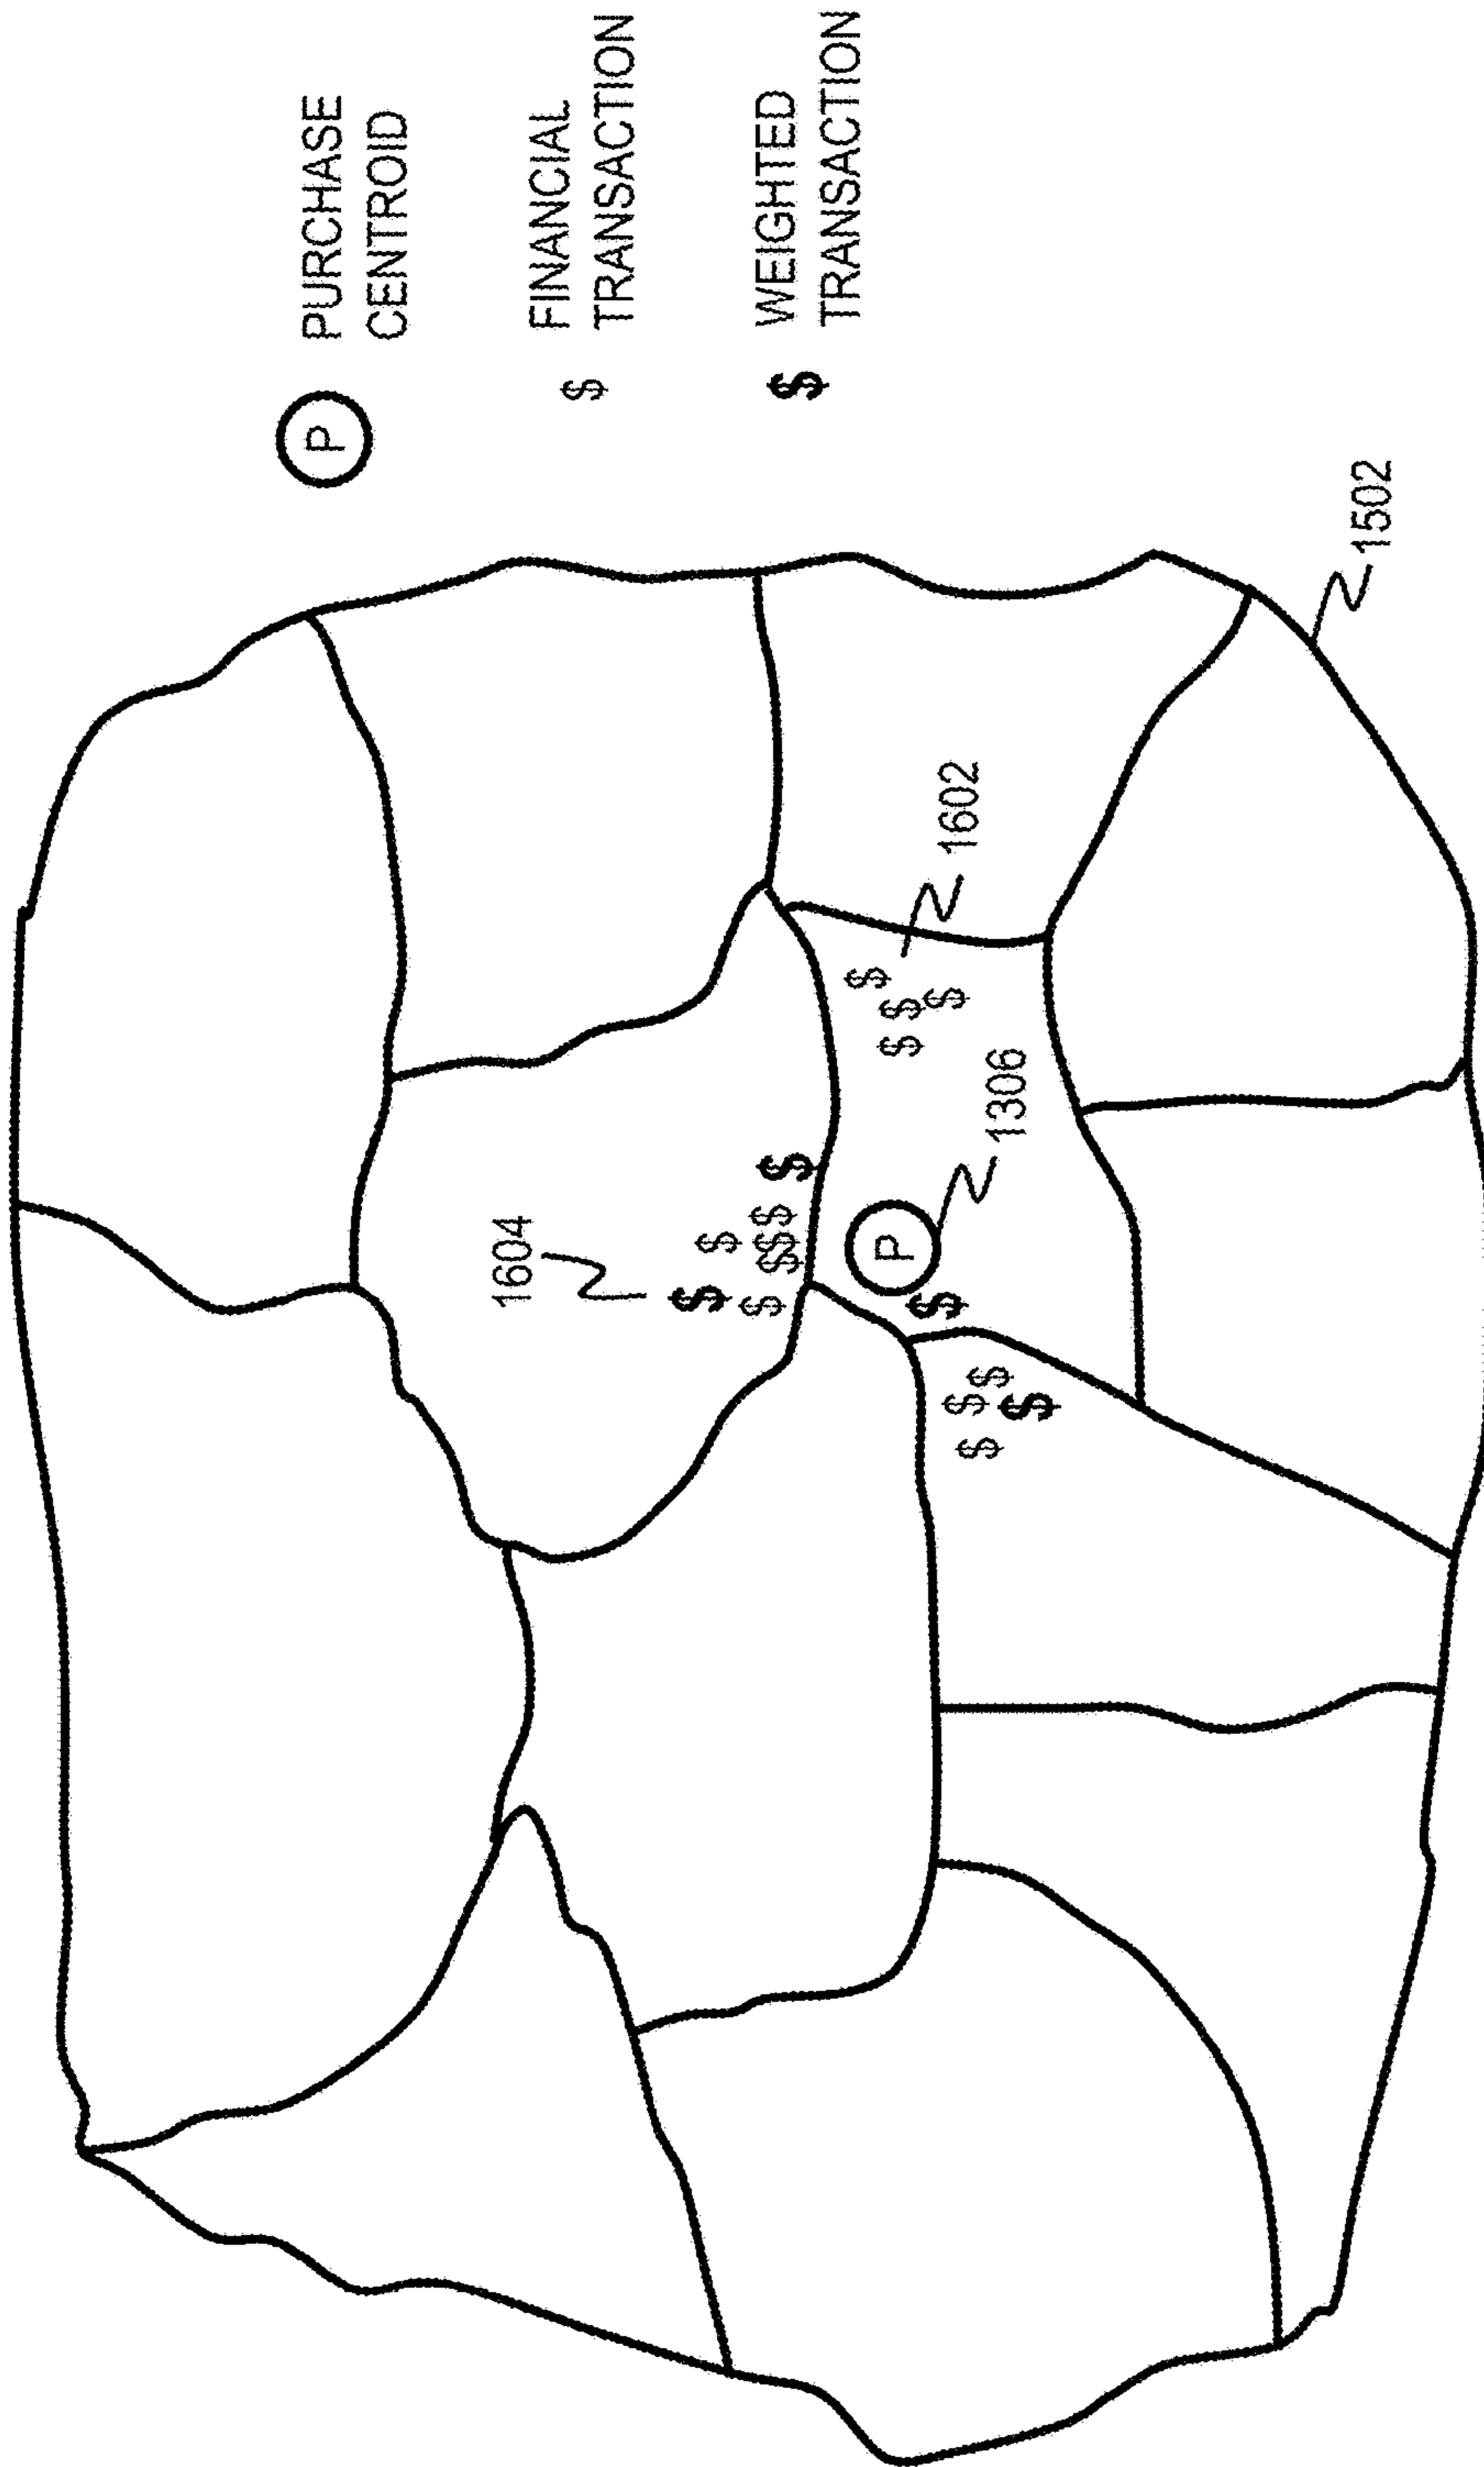 P PURCHASE
CENTROID
$ FINANCIAL
TRANSACTION
$ WEIGHTED
TRANSACTION
1604
$ $
$ $ $ $ $
$
$ $
$
P
1602
$
$ $ $
$
1306
1502